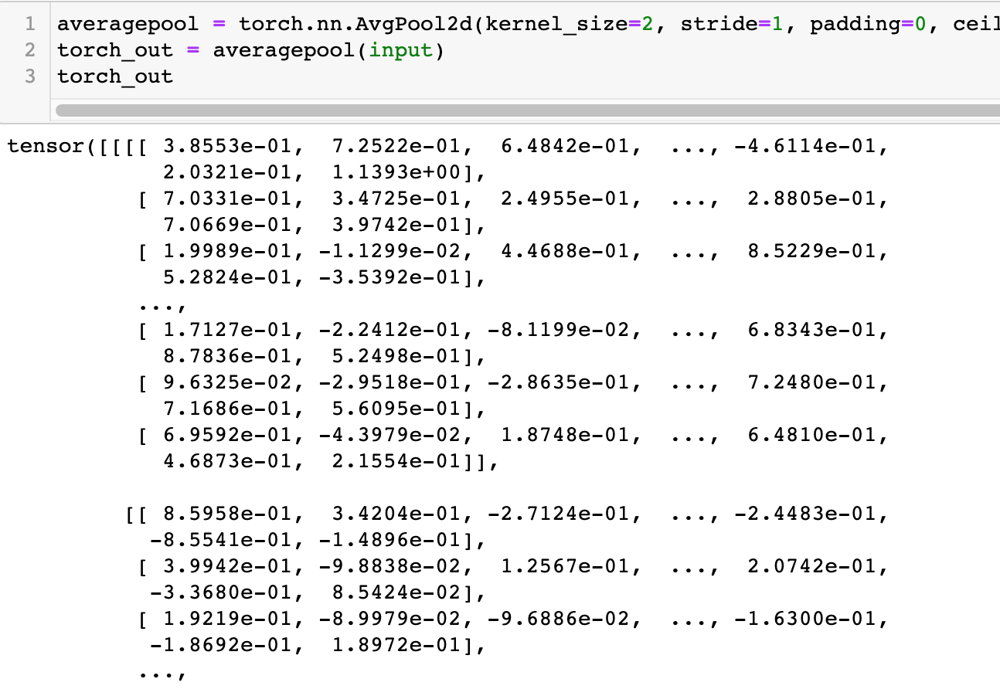 1 averagepool = torch.nn.AvgPool2d(kernel_size=2, stride=1, padding=0, ceil
2 torch_out = averagepool(input)
3 torch_out
tensor([[[[ 3.8553e-01,  7.2522e-01,  6.4842e-01,  ..., -4.6114e-01,
2.0321e-01,  1.1393e+00],
[ 7.0331e-01,  3.4725e-01,  2.4955e-01,  ...,  2.8805e-01,
7.0669e-01,  3.9742e-01],
[ 1.9989e-01, -1.1299e-02,  4.4688e-01,  ...,  8.5229e-01,
5.2824e-01, -3.5392e-01],
...,
[ 1.7127e-01, -2.2412e-01, -8.1199e-02,  ...,  6.8343e-01,
8.7836e-01,  5.2498e-01],
[ 9.6325e-02, -2.9518e-01, -2.8635e-01,  ...,  7.2480e-01,
7.1686e-01,  5.6095e-01],
[ 6.9592e-01, -4.3979e-02,  1.8748e-01,  ...,  6.4810e-01,
4.6873e-01,  2.1554e-01]],
[[ 8.5958e-01,  3.4204e-01, -2.7124e-01,  ..., -2.4483e-01,
-8.5541e-01, -1.4896e-01],
[ 3.9942e-01, -9.8838e-02,  1.2567e-01,  ...,  2.0742e-01,
-3.3680e-01,  8.5424e-02],
[ 1.9219e-01, -8.9979e-02, -9.6886e-02,  ..., -1.6300e-01,
-1.8692e-01,  1.8972e-01],
...,